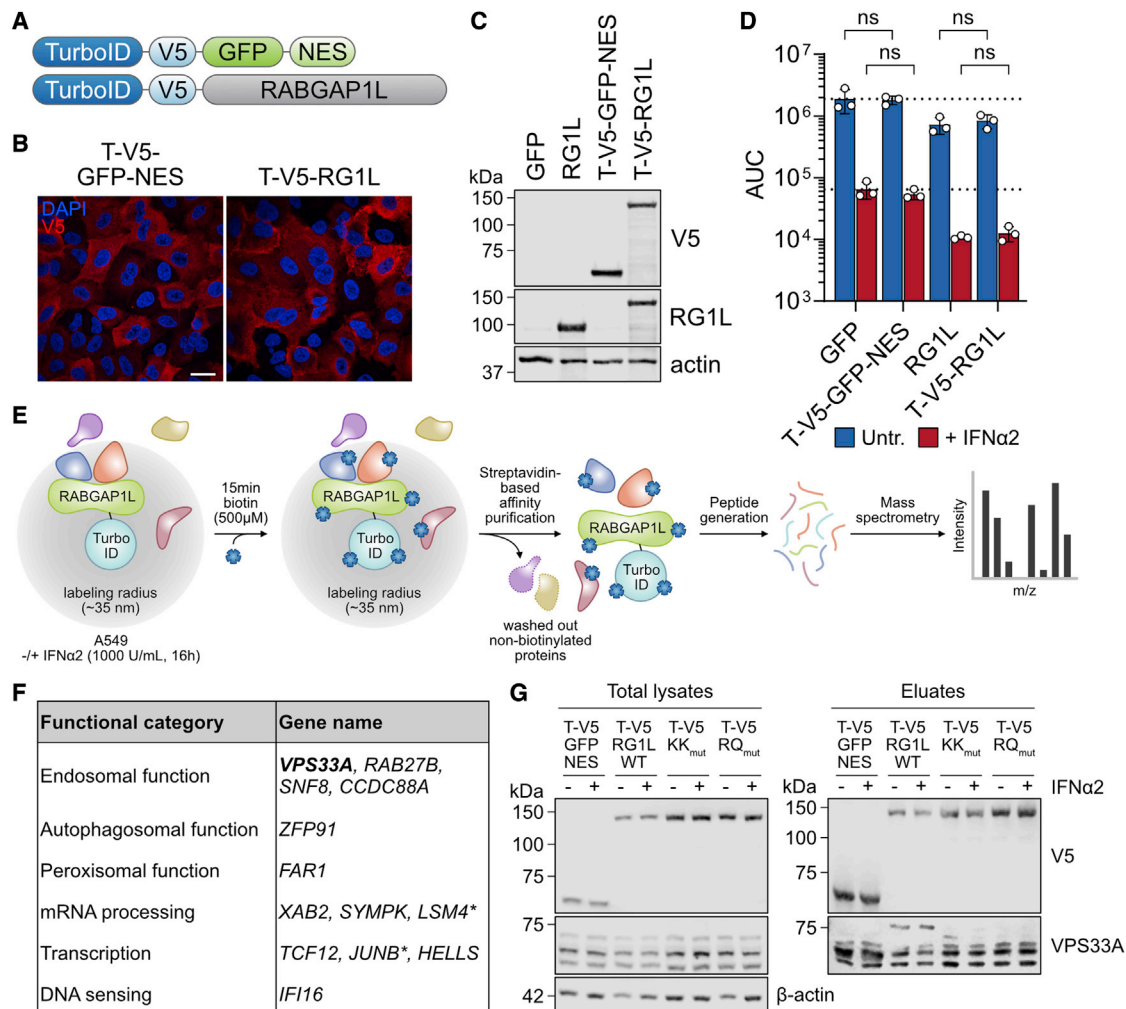 A
TurboID V5 GFP NES
TurboID V5 RABGAP1L
B
T-V5-
GFP-NES
T-V5-RG1L
DAPI
V5
C
GFP
RG1L
T-V5-GFP-NES
T-V5-RG1L
kDa
150
100
75
V5
150
100
RG1L
37
actin
D
ns ns
ns ns
AUC
10⁷
10⁶
10⁵
10⁴
10³
GFP
T-V5-GFP-NES
RG1L
T-V5-RG1L
Untr. + IFNα2
E
RABGAP1L
Turbo
ID
labeling radius
(~35 nm)
A549
-/+ IFNα2 (1000 U/mL, 16h)
15min
biotin
(500µM)
RABGAP1L
Turbo
ID
labeling radius
(~35 nm)
Streptavidin-
based
affinity
purification
washed out
non-biotinylated
proteins
RABGAP1L
Turbo
ID
Peptide
generation
Mass
spectrometry
Intensity
m/z
F
Functional category Gene name
Endosomal function VPS33A, RAB27B,
SNF8, CCDC88A
Autophagosomal function ZFP91
Peroxisomal function FAR1
mRNA processing XAB2, SYMPK, LSM4*
Transcription TCF12, JUNB*, HELLS
DNA sensing IFI16
G
Total lysates
T-V5 T-V5 T-V5 T-V5
GFP RG1L KKmut RQmut
NES WT
- + - + - + - +
kDa
150
100
75
75
42
β-actin
Eluates
T-V5 T-V5 T-V5 T-V5
GFP RG1L KKmut RQmut
NES WT
- + - + - + - + IFNα2
kDa
150
100
75
V5
75
VPS33A